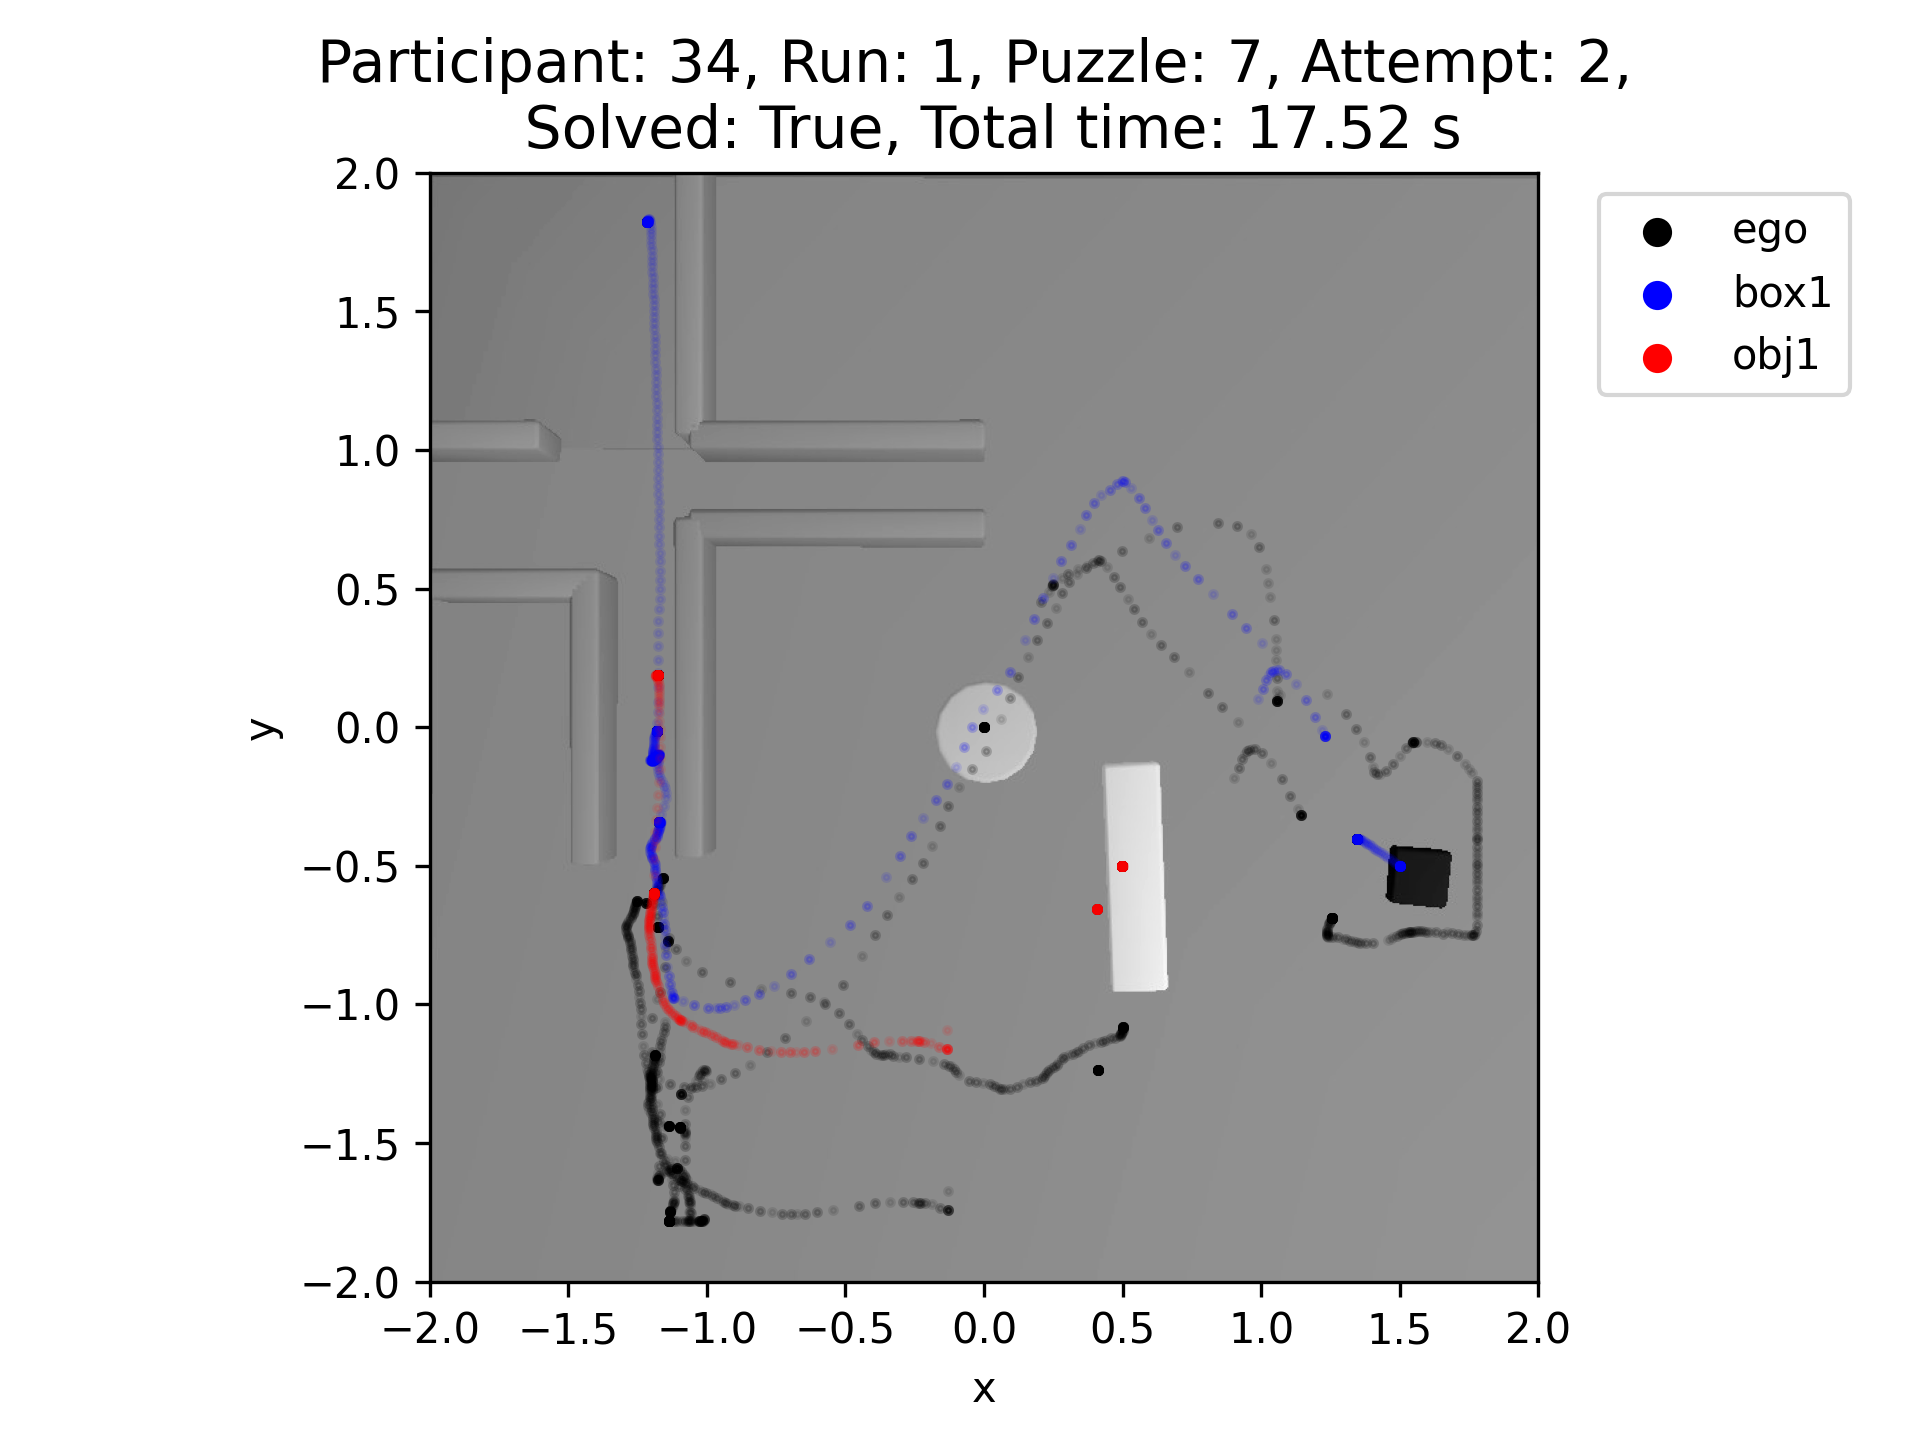 Participant: 34, Run: 1, Puzzle: 7, Attempt: 2,
Solved: True, Total time: 17.52 s
ego
box1
obj1
2.0
1.5
1.0
0.5
0.0
−0.5
−1.0
−1.5
−2.0
y
−2.0 −1.5 −1.0 −0.5 0.0 0.5 1.0 1.5 2.0
x